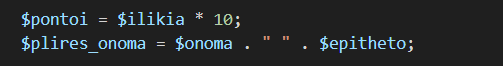 $pontoi = $ilikia * 10;
$plires_onoma = $onoma . " " . $epitheto;